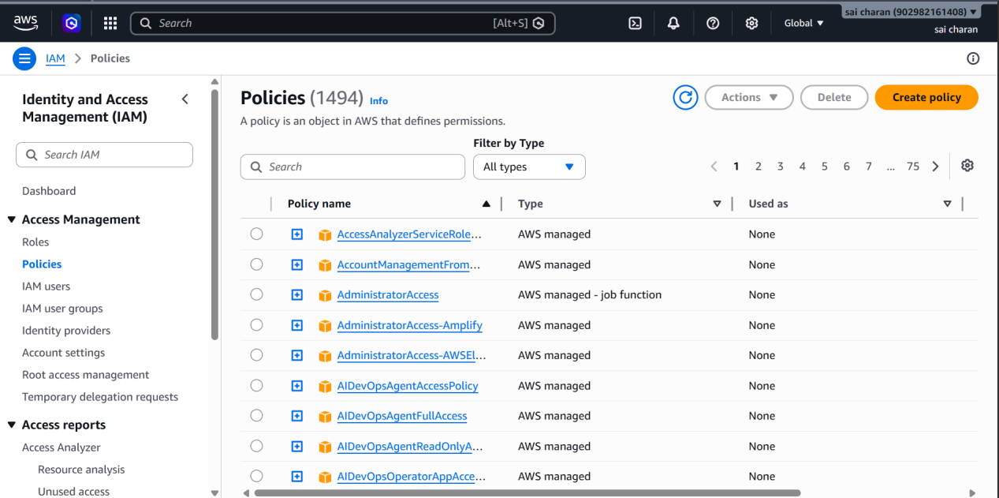 aws
Search
[Alt+S]
Global
sai charan (902982161408)
sai charan
IAM
Policies
Identity and Access
Management (IAM)
Search IAM
Dashboard
Access Management
Roles
Policies
IAM users
IAM user groups
Identity providers
Account settings
Root access management
Temporary delegation requests
Access reports
Access Analyzer
Resource analysis
Unused access
Policies (1494) Info
Actions
Delete
Create policy
A policy is an object in AWS that defines permissions.
Filter by Type
Search
All types
1 2 3 4 5 6 7 ... 75
Policy name Type Used as
AccessAnalyzerServiceRole... AWS managed None
AccountManagementFrom... AWS managed None
AdministratorAccess AWS managed - job function None
AdministratorAccess-Amplify AWS managed None
AdministratorAccess-AWSEl... AWS managed None
AIDevOpsAgentAccessPolicy AWS managed None
AIDevOpsAgentFullAccess AWS managed None
AIDevOpsAgentReadOnlyA... AWS managed None
AIDevOpsOperatorAppAcce... AWS managed None